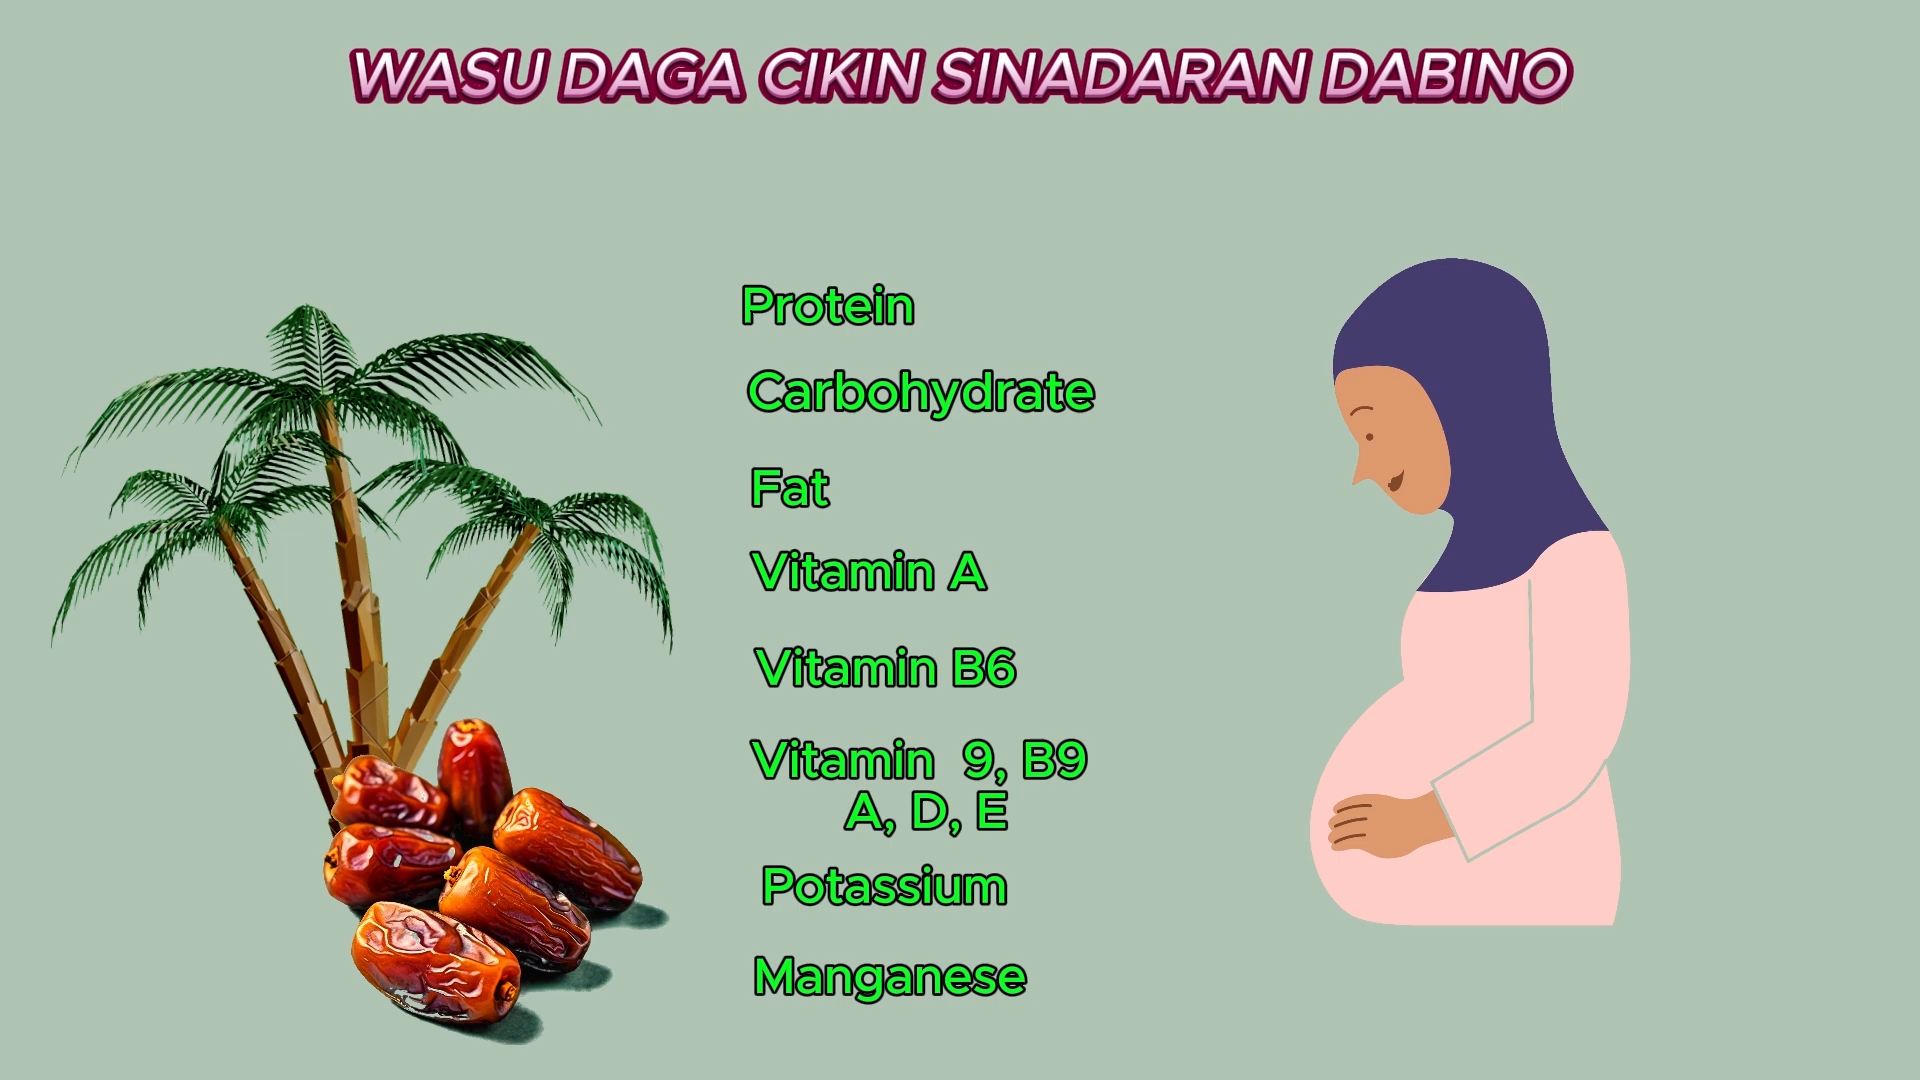 WASU DAGA CIKIN SINADARAN DABINO
Protein
Carbohydrate
Fat
Vitamin A
Vitamin B6
Vitamin 9, B9
A, D, E
Potassium
Manganese